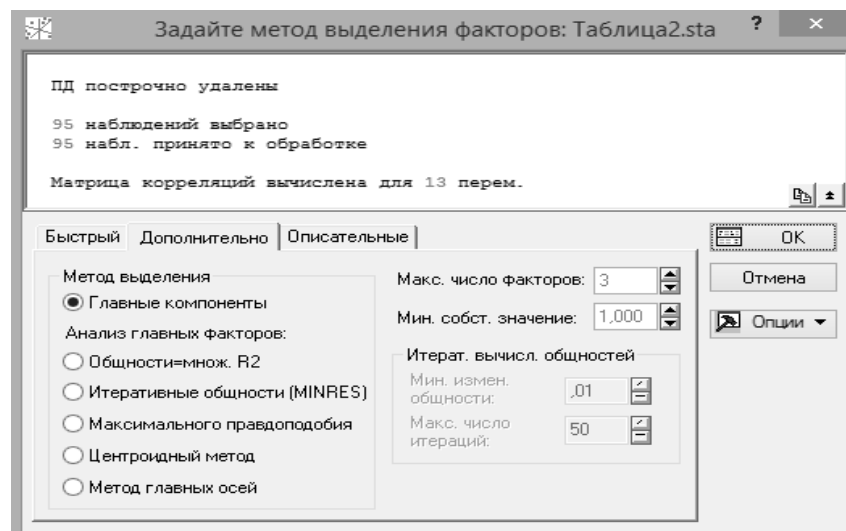 Задайте метод выделения факторов: Таблица2.sta ? ×
ПД построчно удалены
95 наблюдений выбрано
95 набл. принято к обработке
Матрица корреляций вычислена для 13 перем.
Быстрый Дополнительно Описательные
OK
Отмена
Опции
Метод выделения
Главные компоненты
Анализ главных факторов:
Общности=множ. R2
Итеративные общности (MINRES)
Максимального правдоподобия
Центроидный метод
Метод главных осей
Макс. число факторов: 3
Мин. собст. значение: 1,000
Итерат. вычисл. общностей
Мин. измен.
общности: ,01
Макс. число
итераций: 50